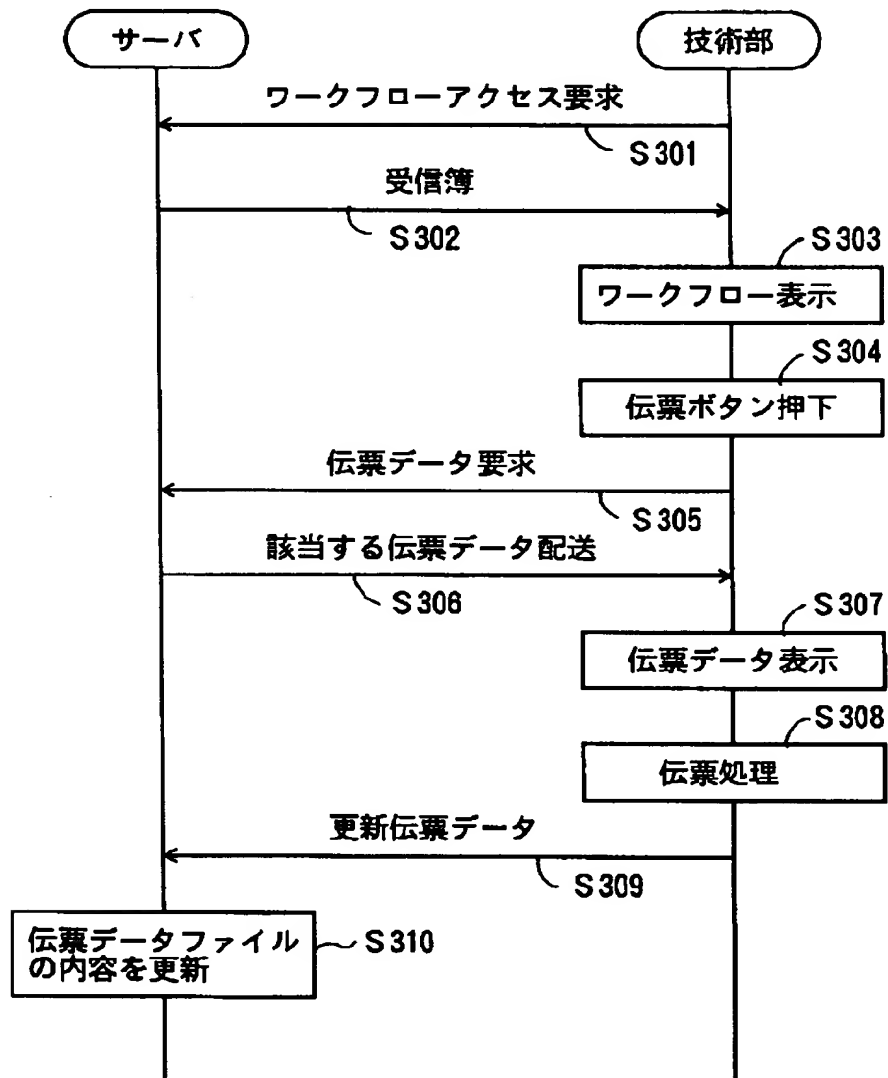 サーバ
技術部
ワークフローアクセス要求
S301
受信簿
S302
S303
ワークフロー表示
S304
伝票ボタン押下
伝票データ要求
S305
該当する伝票データ配送
S306
S307
伝票データ表示
S308
伝票処理
更新伝票データ
S309
伝票データファイル
の内容を更新
S310